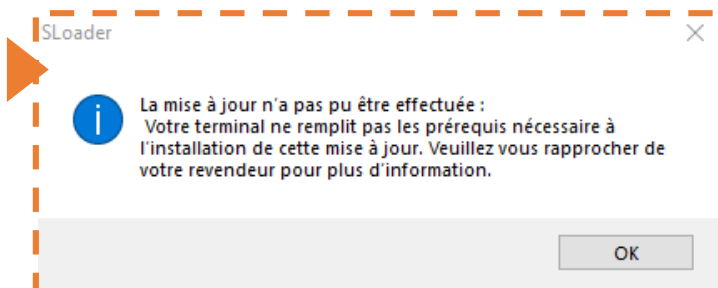 SLoader
La mise à jour n'a pas pu être effectuée :
Votre terminal ne remplit pas les prérequis nécessaire à
l'installation de cette mise à jour. Veuillez vous rapprocher de
votre revendeur pour plus d'information.
OK